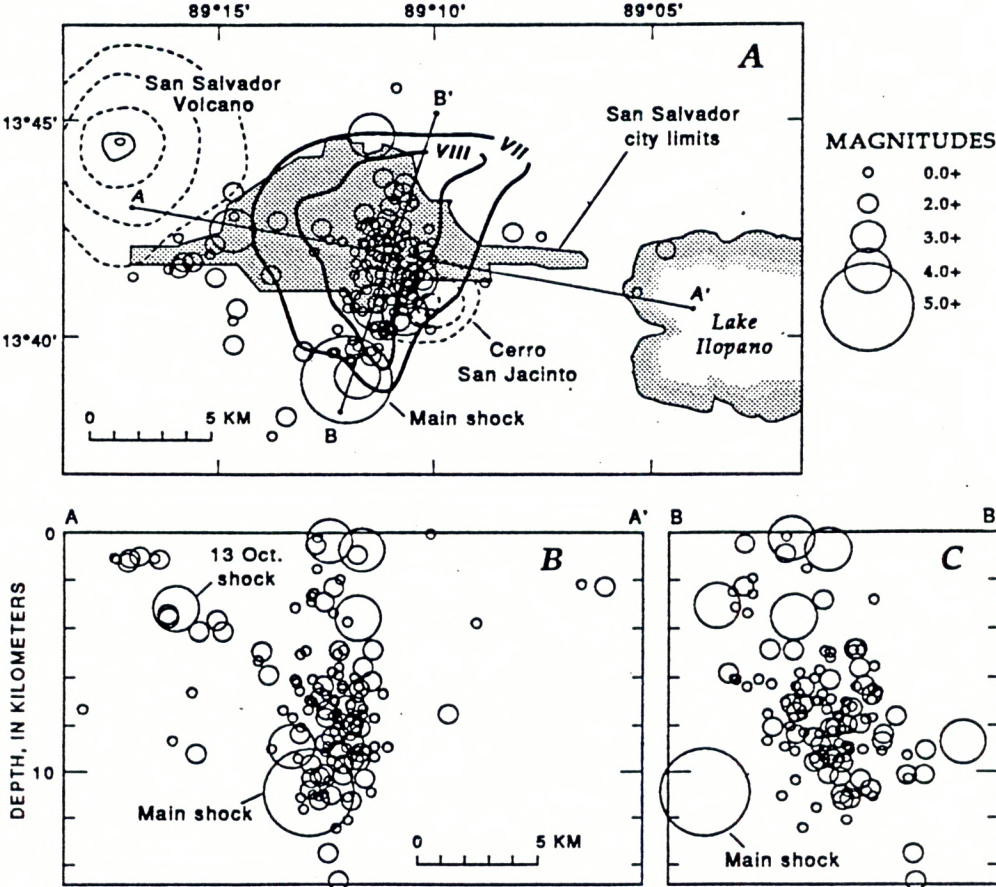 89°15' 89°10' 89°05'
A
San Salvador
Volcano
B'
San Salvador
city limits
13°45'
VIII
VII
MAGNITUDES
0.0+
2.0+
3.0+
4.0+
5.0+
A
A'
Lake
Ilopano
13°40'
Cerro
San Jacinto
Main shock
0 5 KM
B
A A' B B
0
13 Oct.
shock
B
C
DEPTH, IN KILOMETERS
10
Main shock
0 5 KM
Main shock